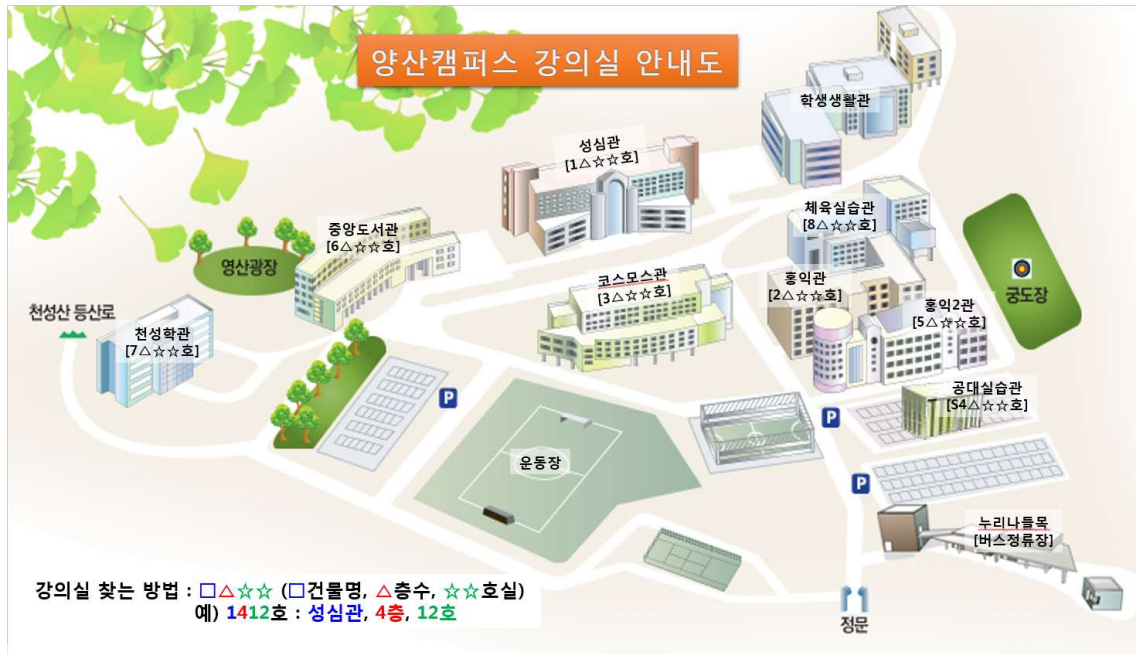 양산캠퍼스 강의실 안내도
학생생활관
성심관
[1△☆☆호]
체육실습관
[8△☆☆호]
중앙도서관
[6△☆☆호]
영산광장
코스모스관
[3△☆☆호]
홍익관
[2△☆☆호]
궁도장
홍익2관
[5△☆☆호]
천성산 등산로
천성학관
[7△☆☆호]
공대실습관
[S4△☆☆호]
P
P
운동장
P
누리나들목
[버스정류장]
강의실 찾는 방법 : □△☆☆ (□건물명, △층수, ☆☆호실)
예) 1412호 : 성심관, 4층, 12호
정문